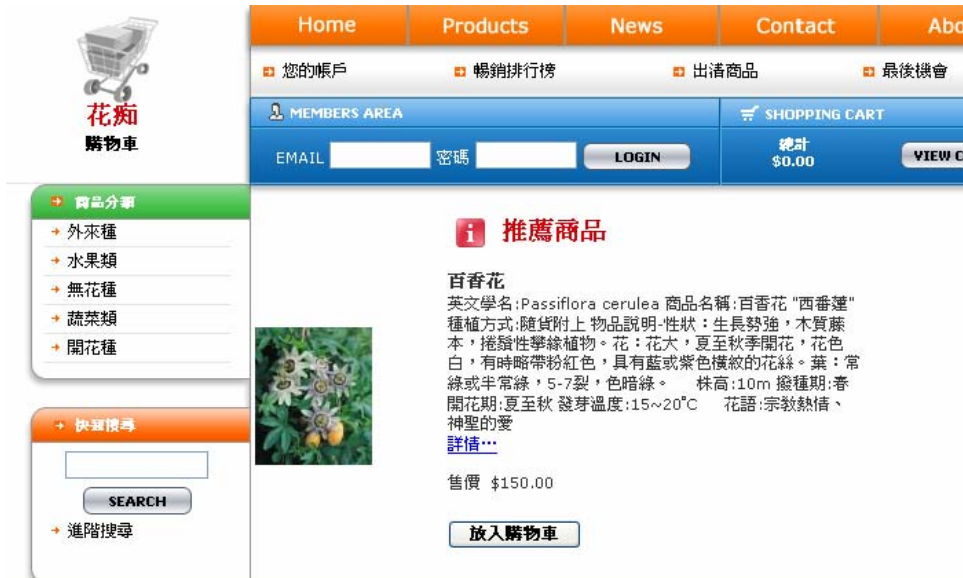 Home Products News Contact Abo
您的帳戶 暢銷排行榜 出清商品 最後機會
花痴
購物車
MEMBERS AREA SHOPPING CART
EMAIL 密碼 LOGIN 總計 VIEW C
$0.00
商品分類
外來種
水果類
無花種
蔬菜類
開花種
快速搜尋
SEARCH
進階搜尋
推薦商品
百香花
英文學名:Passiflora cerulea 商品名稱:百香花 "西番蓮"
種植方式:隨貨附上 物品說明-性狀：生長勢強，木質藤
本，捲鬚性攀緣植物。花：花大，夏至秋季開花，花色
白，有時略帶粉紅色，具有藍或紫色橫紋的花絲。葉：常
綠或半常綠，5-7裂，色暗綠。 株高:10m 撥種期:春
開花期:夏至秋 發芽溫度:15~20°C 花語:宗教熱情、
神聖的愛
詳情…
售價 $150.00
放入購物車